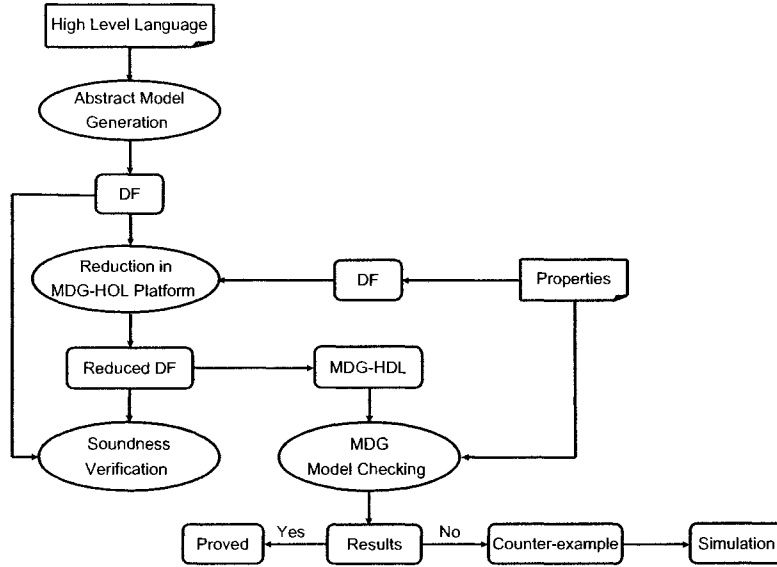 High Level Language
Abstract Model
Generation
DF
Reduction in
MDG-HOL Platform
DF
Properties
Reduced DF
MDG-HDL
Soundness
Verification
MDG
Model Checking
Proved
Yes
Results
No
Counter-example
Simulation